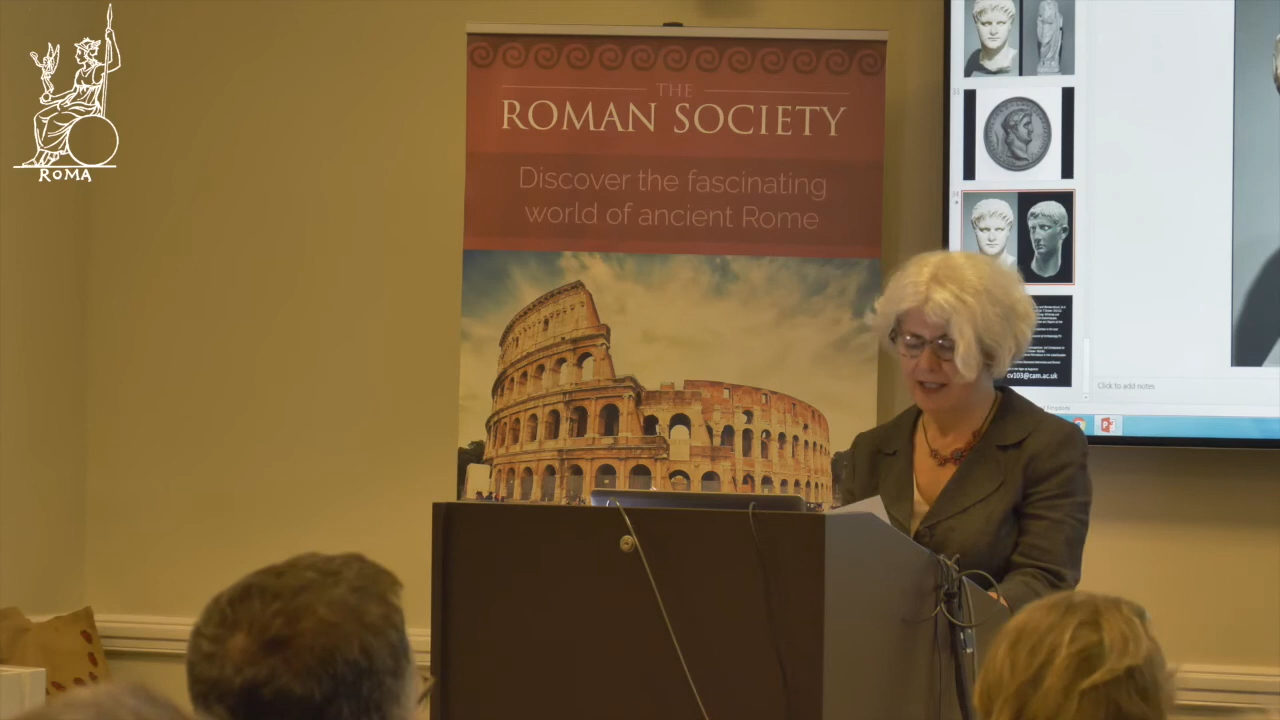 ROMA
THE
ROMAN SOCIETY
Discover the fascinating
world of ancient Rome
cv103@cam.ac.uk
Click to add notes